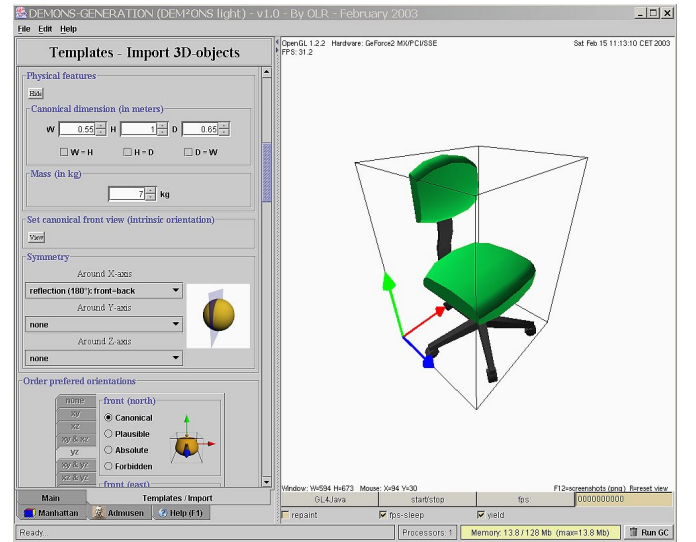 DEMONS-GENERATION (DEM²ONS light) - v1.0 - By OLR - February 2003
File Edit Help
Templates - Import 3D-objects
Physical features
Hide
Canonical dimension (in meters)
W 0.55 H 1 D 0.65
W = H H = D D = W
Mass (in kg)
7 kg
Set canonical front view (intrinsic orientation)
View
Symmetry
Around X-axis
reflection (180°): front=back
Around Y-axis
none
Around Z-axis
none
Order prefered orientations
none
xy
xz
xy & xz
yz
xy & yz
xz & yz
front (north)
Canonical
Plausible
Absolute
Forbidden
front (east)
Main Templates / Import
Manhattan Admusen Help (F1)
OpenGL 1.2.2 Hardware: GeForce2 MX/PCI/SSE Sat Feb 15 11:13:10 CET 2003
FPS: 31.2
Window: W=594 H=673 Mouse: X=94 Y=30 F12=screenshots (png) R=reset view
GL4Java start/stop fps: 0000000000
repaint fps-sleep yield
Ready... Processors: 1 Memory: 13.8 / 128 Mb (max=13.8 Mb) Run GC